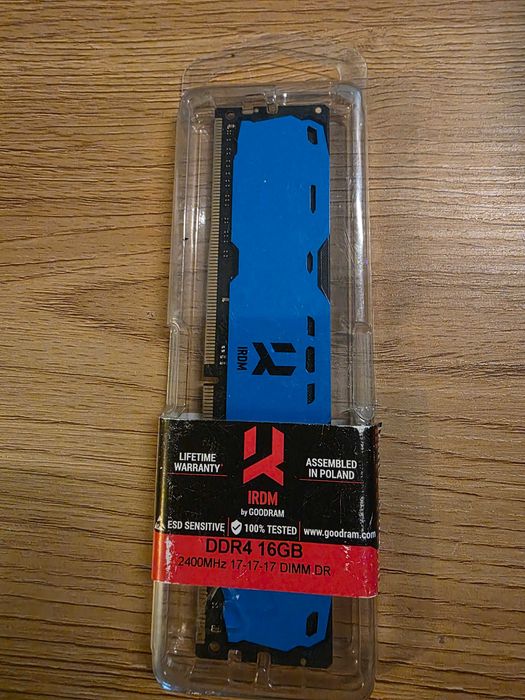 IRDM
LIFETIME
WARRANTY
ASSEMBLED
IN POLAND
IRDM
by GOODRAM
ESD SENSITIVE
100% TESTED
www.goodram.com
DDR4 16GB
2400MHz 17-17-17 DIMM DR